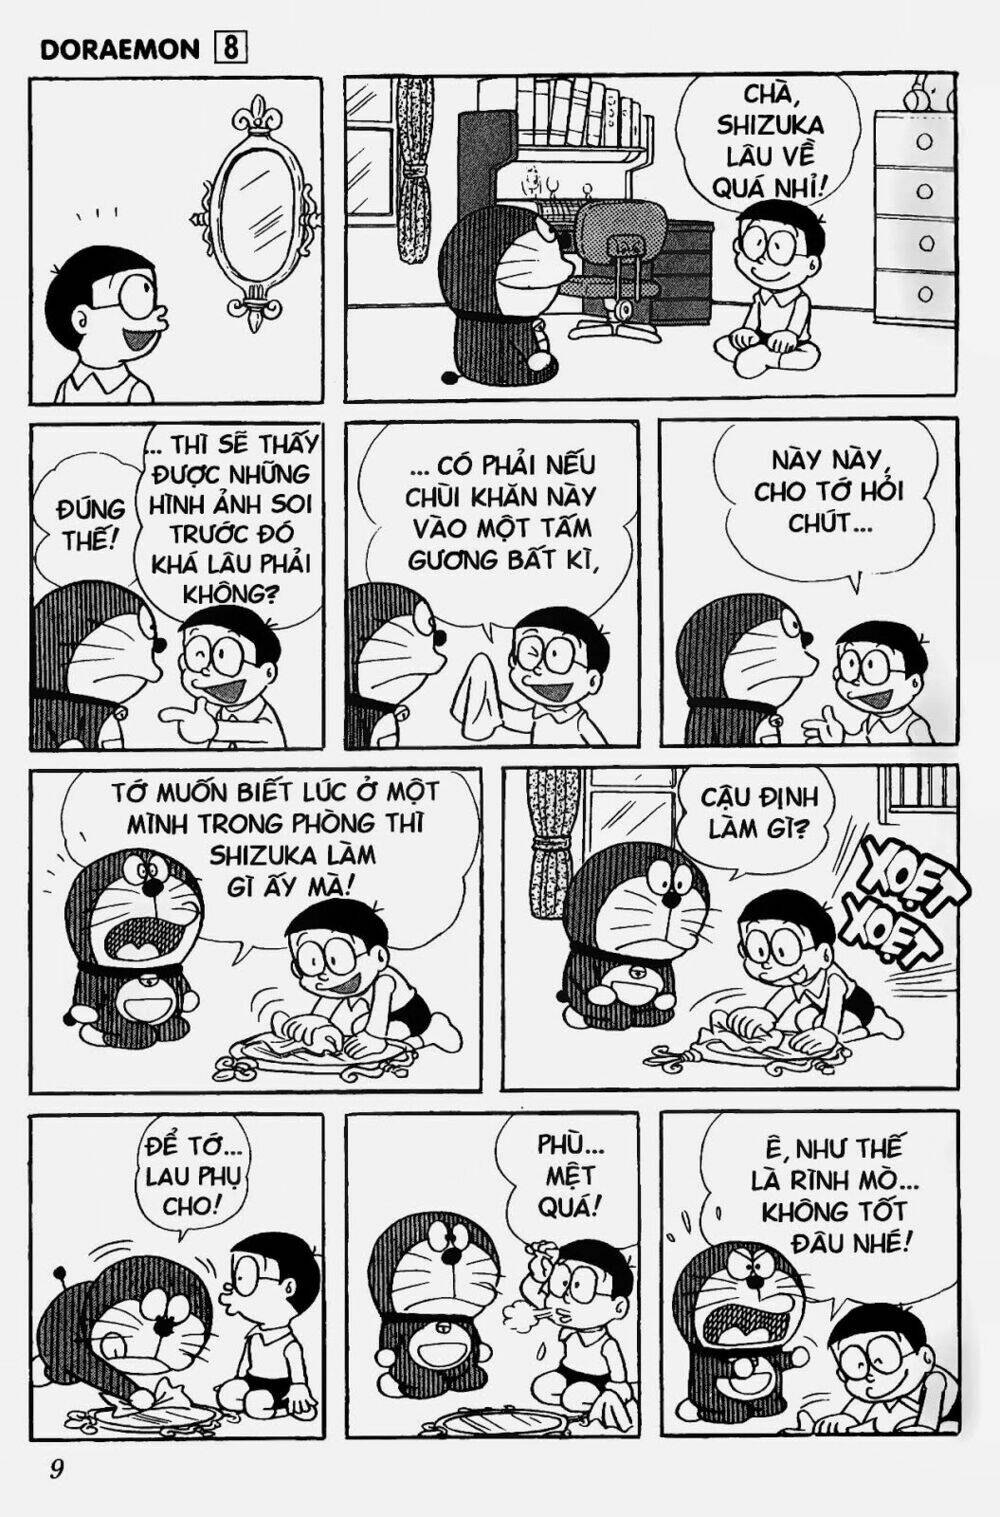 DORAEMON 8
CHÀ,
SHIZUKA
LÂU VỀ
QUÁ NHỈ!
NÀY NÀY,
CHO TỚ HỎI
CHÚT...
... CÓ PHẢI NẾU
CHÙI KHĂN NÀY
VÀO MỘT TẤM
GƯƠNG BẤT KÌ,
... THÌ SẼ THẤY
ĐƯỢC NHỮNG
HÌNH ẢNH SOI
TRƯỚC ĐÓ
KHÁ LÂU PHẢI
KHÔNG?
ĐÚNG
THẾ!
CẬU ĐỊNH
LÀM GÌ?
XOẸT
XOẸT
TỚ MUỐN BIẾT LÚC Ở MỘT
MÌNH TRONG PHÒNG THÌ
SHIZUKA LÀM
GÌ ẤY MÀ!
Ê, NHƯ THẾ
LÀ RÌNH MÒ...
KHÔNG TỐT
ĐÂU NHÉ!
PHÙ...
MỆT
QUÁ!
ĐỂ TỚ...
LAU PHỤ
CHO!
9